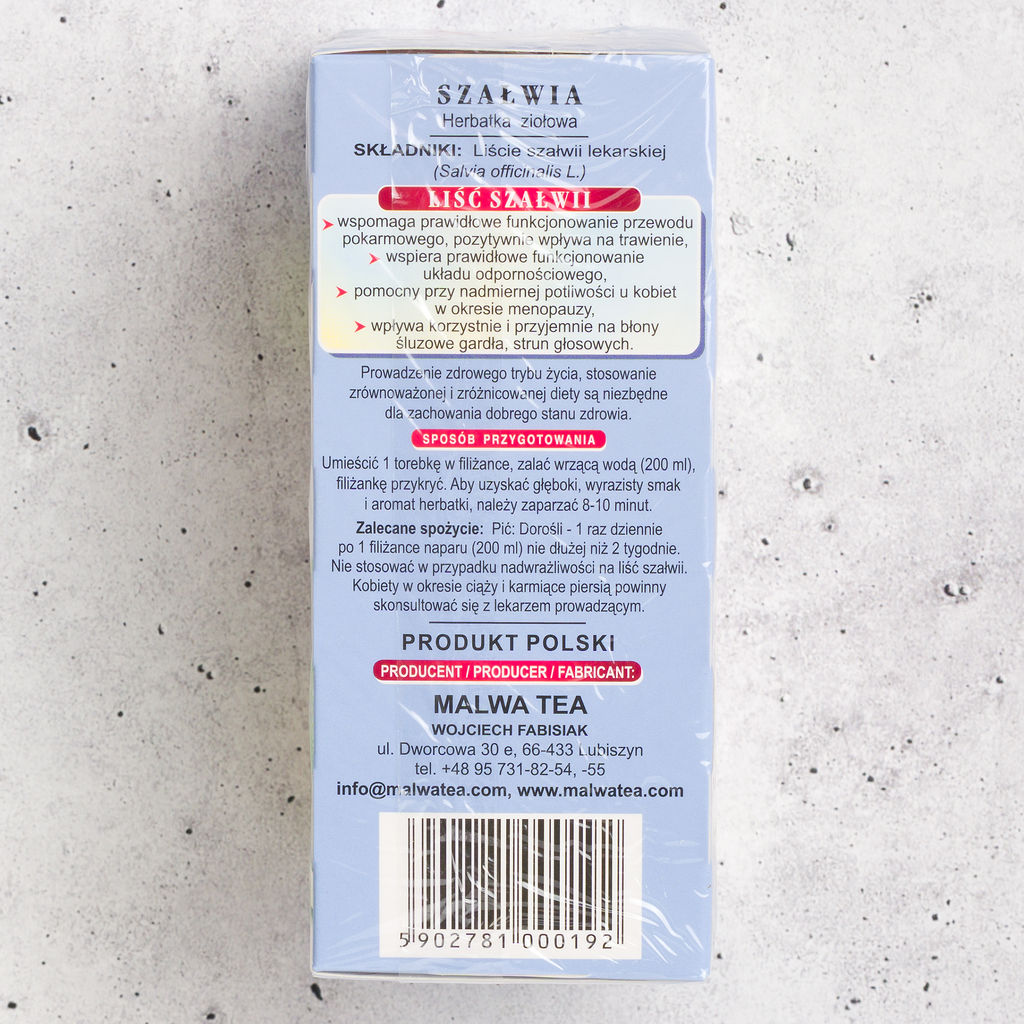 SZAŁWIA
Herbatka ziołowa
SKŁADNIKI: Liście szałwii lekarskiej
(Salvia officinalis L.)
LIŚĆ SZAŁWII
wspomaga prawidłowe funkcjonowanie przewodu
pokarmowego, pozytywnie wpływa na trawienie,
wspiera prawidłowe funkcjonowanie
układu odpornościowego,
pomocny przy nadmiernej potliwości u kobiet
w okresie menopauzy,
wpływa korzystnie i przyjemnie na błony
śluzowe gardła, strun głosowych.
Prowadzenie zdrowego trybu życia, stosowanie
zrównoważonej i zróżnicowanej diety są niezbędne
dla zachowania dobrego stanu zdrowia.
SPOSÓB PRZYGOTOWANIA
Umieścić 1 torebkę w filiżance, zalać wrzącą wodą (200 ml),
filiżankę przykryć. Aby uzyskać głęboki, wyrazisty smak
i aromat herbatki, należy zaparzać 8-10 minut.
Zalecane spożycie: Pić: Dorośli - 1 raz dziennie
po 1 filiżance naparu (200 ml) nie dłużej niż 2 tygodnie.
Nie stosować w przypadku nadwrażliwości na liść szałwii.
Kobiety w okresie ciąży i karmiące piersią powinny
skonsultować się z lekarzem prowadzącym.
PRODUKT POLSKI
PRODUCENT / PRODUCER / FABRICANT:
MALWA TEA
WOJCIECH FABISIAK
ul. Dworcowa 30 e, 66-433 Lubiszyn
tel. +48 95 731-82-54, -55
info@malwatea.com, www.malwatea.com
5 902781 000192